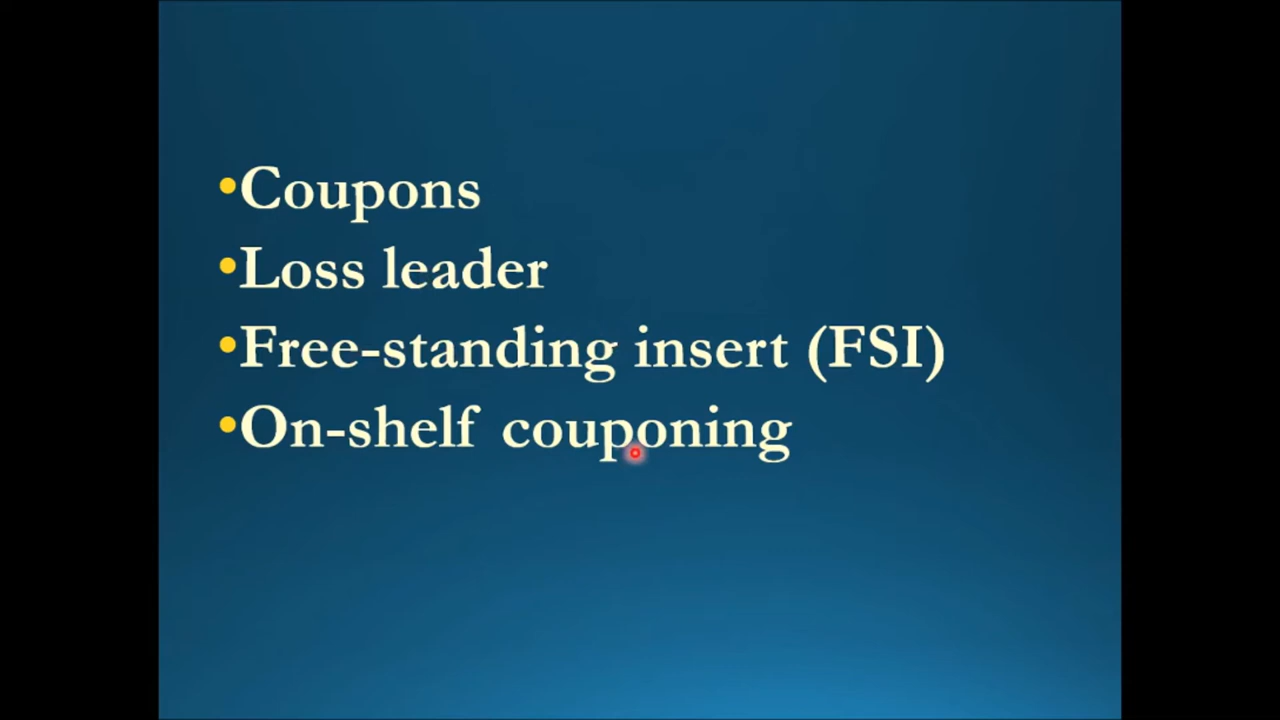 •Coupons
•Loss leader
•Free-standing insert (FSI)
•On-shelf couponing